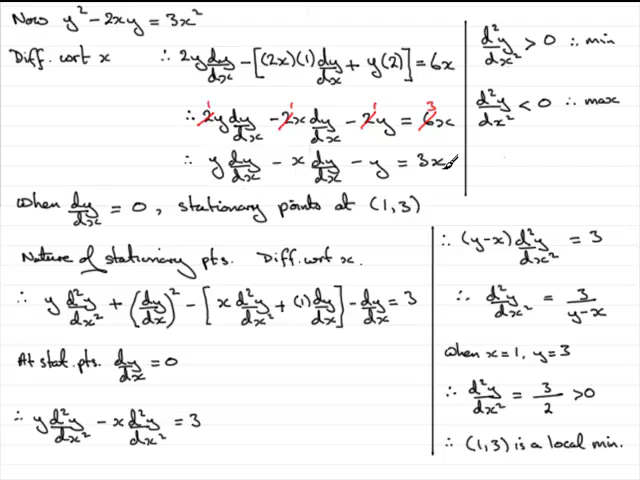 Now y² - 2xy = 3x²
Diff. wrt x ∴ 2y dy/dx - [(2x)(1) dy/dx + y(2)] = 6x
∴ ¹2y dy/dx - ¹2x dy/dx - ¹2y = ³6x
∴ y dy/dx - x dy/dx - y = 3x
d²y/dx² > 0 ∴ min
d²y/dx² < 0 ∴ max
When dy/dx = 0, stationary points at (1,3)
Nature of stationary pts. Diff. wrt x.
∴ y d²y/dx² + (dy/dx)² - [x d²y/dx² + (1) dy/dx] - dy/dx = 3
At stat. pts. dy/dx = 0
∴ y d²y/dx² - x d²y/dx² = 3
∴ (y-x) d²y/dx² = 3
∴ d²y/dx² = 3/(y-x)
When x = 1, y = 3
∴ d²y/dx² = 3/2 > 0
∴ (1,3) is a local min.